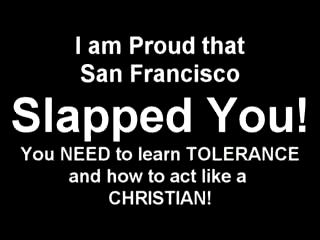 I am Proud that
San Francisco
Slapped You!
You NEED to learn TOLERANCE
and how to act like a
CHRISTIAN!